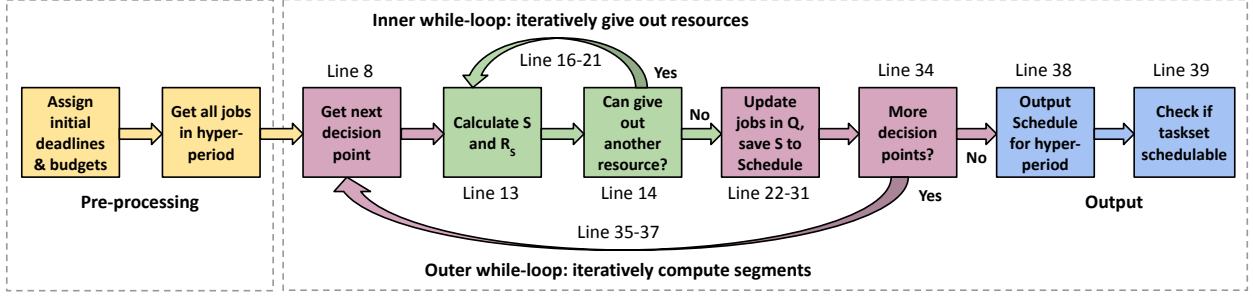 Inner while-loop: iteratively give out resources
Line 16-21
Yes
Line 8
Line 34
Line 38
Line 39
Assign
initial
deadlines
& budgets
Get all jobs
in hyper-
period
Get next
decision
point
Calculate S
and R_S
Can give
out
another
resource?
No
Update
jobs in Q,
save S to
Schedule
More
decision
points?
No
Output
Schedule
for hyper-
period
Check if
taskset
schedulable
Pre-processing
Line 13
Line 14
Line 22-31
Yes
Output
Line 35-37
Outer while-loop: iteratively compute segments